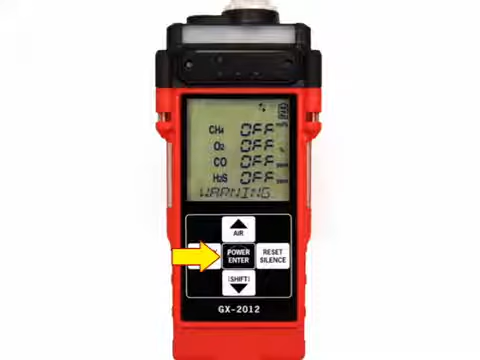 CH4 OFF
O2 OFF
CO OFF
H2S OFF
WARNING
AIR
POWER
ENTER
RESET
SILENCE
(SHIFT)
GX-2012